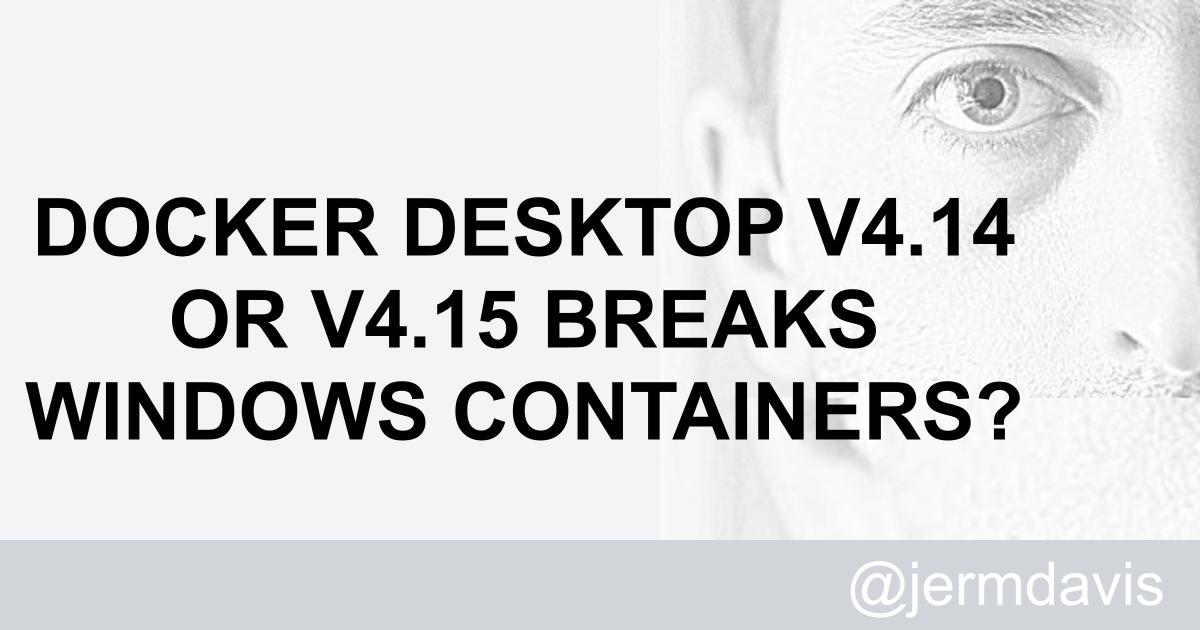 DOCKER DESKTOP V4.14
OR V4.15 BREAKS
WINDOWS CONTAINERS?
@jermdavis